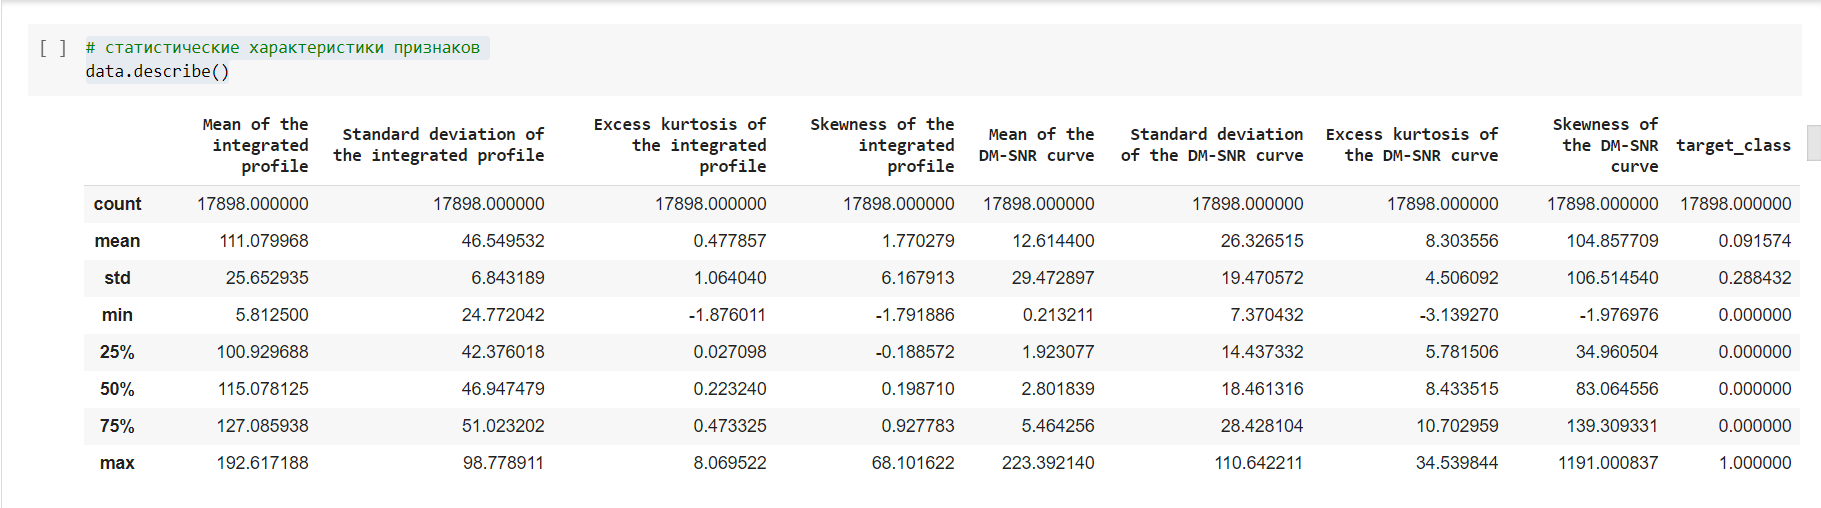 [ ] # статистические характеристики признаков
data.describe()
Mean of the integrated profile Standard deviation of the integrated profile Excess kurtosis of the integrated profile Skewness of the integrated profile Mean of the DM-SNR curve Standard deviation of the DM-SNR curve Excess kurtosis of the DM-SNR curve Skewness of the DM-SNR curve target_class
count 17898.000000 17898.000000 17898.000000 17898.000000 17898.000000 17898.000000 17898.000000 17898.000000 17898.000000
mean 111.079968 46.549532 0.477857 1.770279 12.614400 26.326515 8.303556 104.857709 0.091574
std 25.652935 6.843189 1.064040 6.167913 29.472897 19.470572 4.506092 106.514540 0.288432
min 5.812500 24.772042 -1.876011 -1.791886 0.213211 7.370432 -3.139270 -1.976976 0.000000
25% 100.929688 42.376018 0.027098 -0.188572 1.923077 14.437332 5.781506 34.960504 0.000000
50% 115.078125 46.947479 0.223240 0.198710 2.801839 18.461316 8.433515 83.064556 0.000000
75% 127.085938 51.023202 0.473325 0.927783 5.464256 28.428104 10.702959 139.309331 0.000000
max 192.617188 98.778911 8.069522 68.101622 223.392140 110.642211 34.539844 1191.000837 1.000000